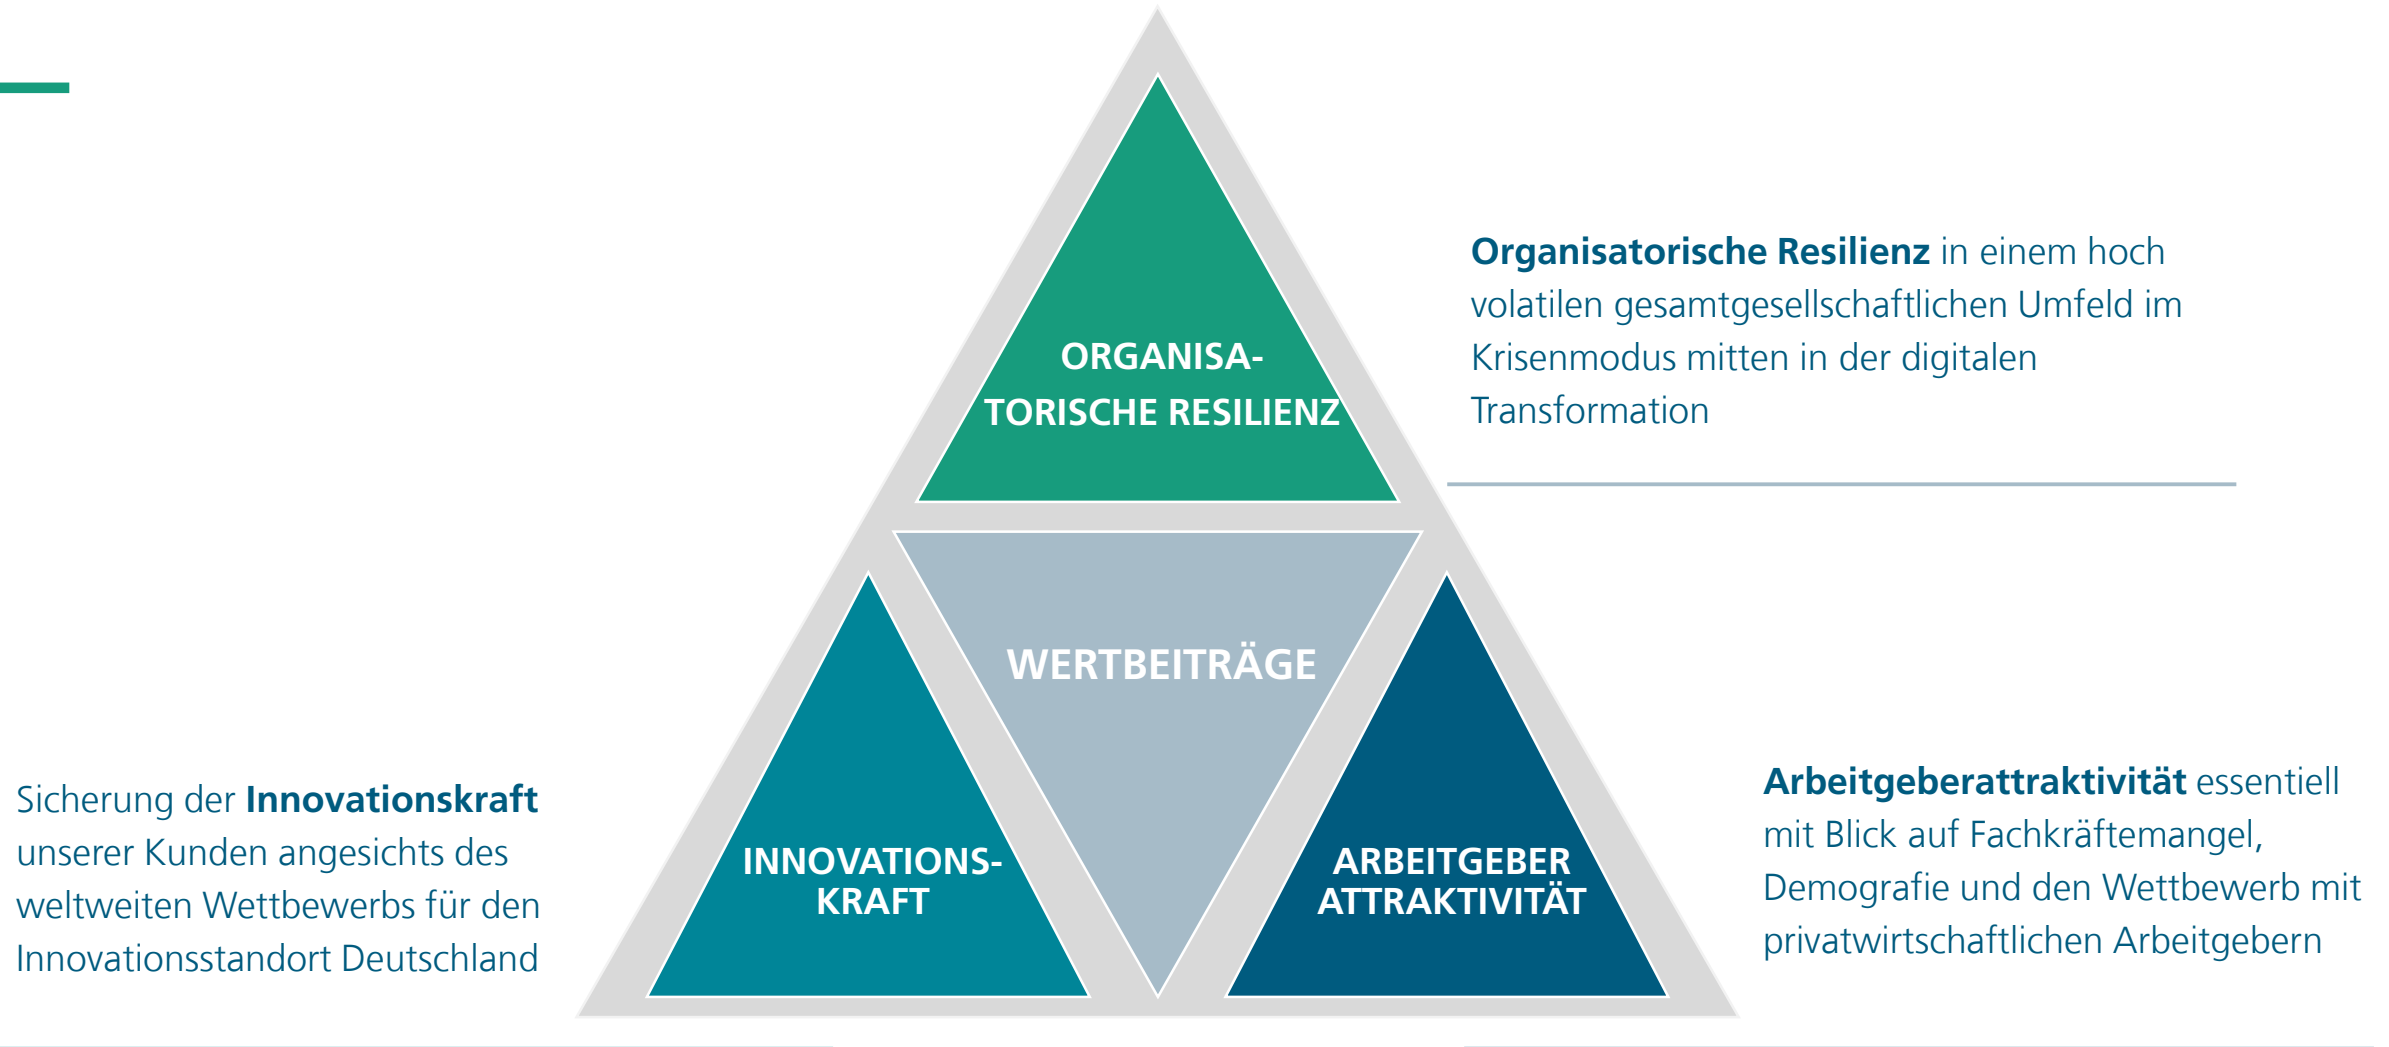 ORGANISA-
TORISCHE RESILIENZ
Organisatorische Resilienz in einem hoch
volatilen gesamtgesellschaftlichen Umfeld im
Krisenmodus mitten in der digitalen
Transformation
WERTBEITRÄGE
Sicherung der Innovationskraft
unserer Kunden angesichts des
weltweiten Wettbewerbs für den
Innovationsstandort Deutschland
INNOVATIONS-
KRAFT
ARBEITGEBER
ATTRAKTIVITÄT
Arbeitgeberattraktivität essentiell
mit Blick auf Fachkräftemangel,
Demografie und den Wettbewerb mit
privatwirtschaftlichen Arbeitgebern